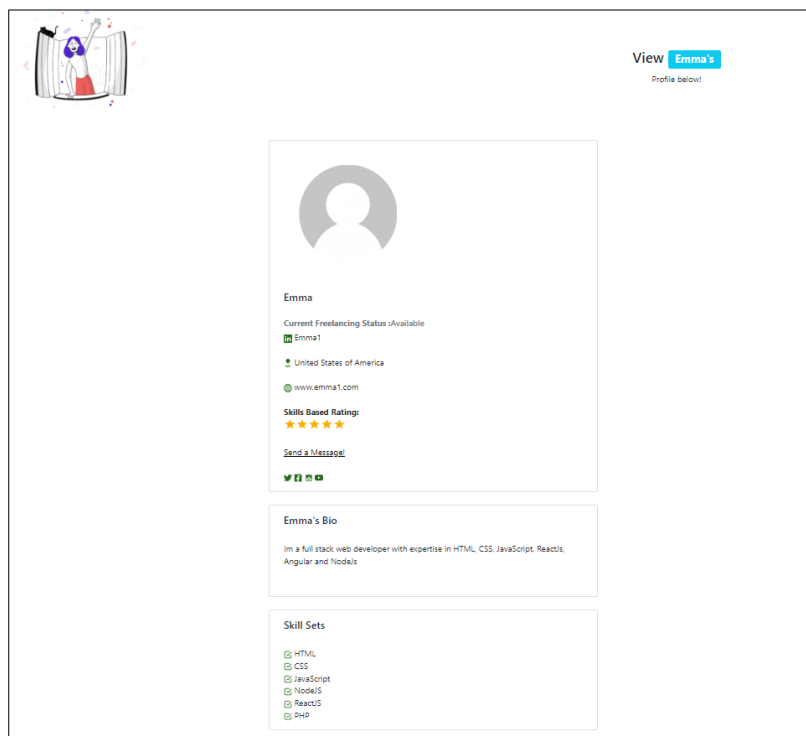 View Emma's
Profile below!
Emma
Current Freelancing Status :Available
Emma1
United States of America
www.emma1.com
Skills Based Rating:
Send a Message!
Emma's Bio
Im a full stack web developer with expertise in HTML, CSS, JavaScript, ReactJs,
Angular and NodeJs
Skill Sets
HTML
CSS
JavaScript
NodeJS
ReactJS
PHP